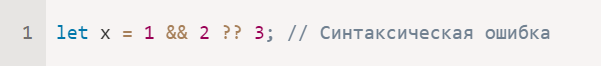 1 let x = 1 && 2 ?? 3; // Синтаксическая ошибка